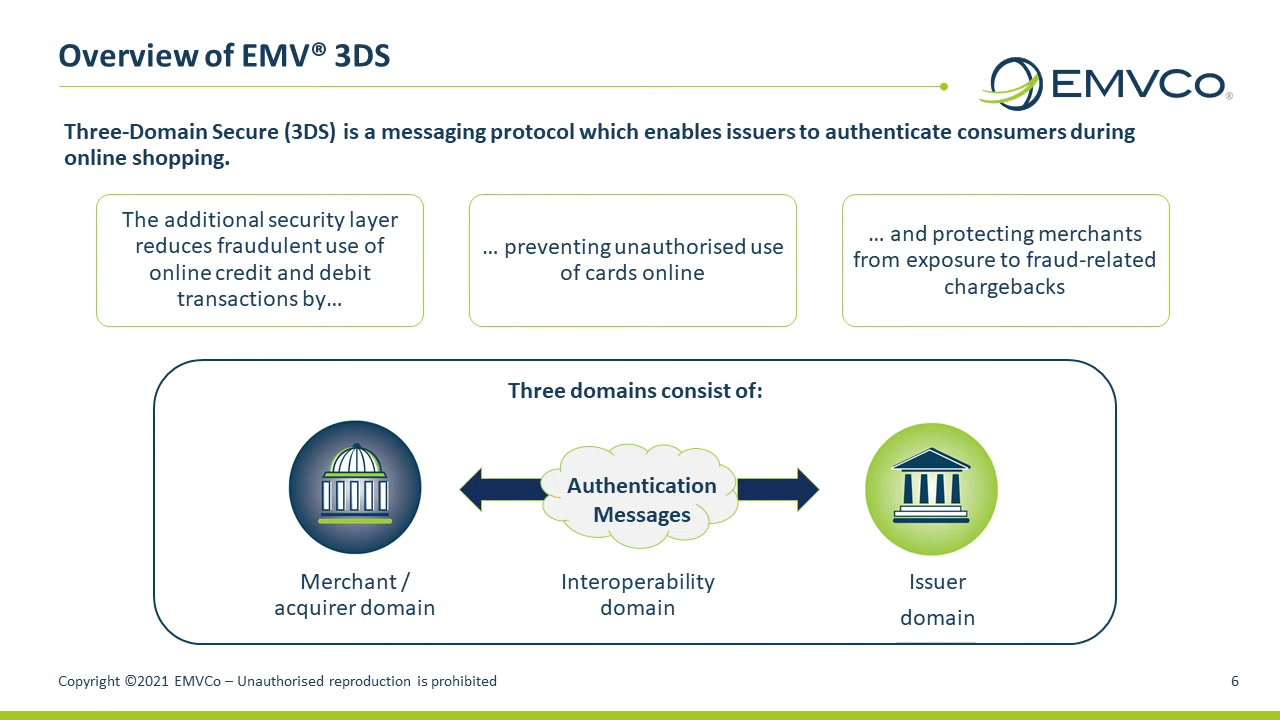 Overview of EMV® 3DS
EMVCo®
Three-Domain Secure (3DS) is a messaging protocol which enables issuers to authenticate consumers during
online shopping.
The additional security layer
reduces fraudulent use of
online credit and debit
transactions by...
... preventing unauthorised use
of cards online
... and protecting merchants
from exposure to fraud-related
chargebacks
Three domains consist of:
Authentication
Messages
Merchant /
acquirer domain
Interoperability
domain
Issuer
domain
Copyright ©2021 EMVCo – Unauthorised reproduction is prohibited
6